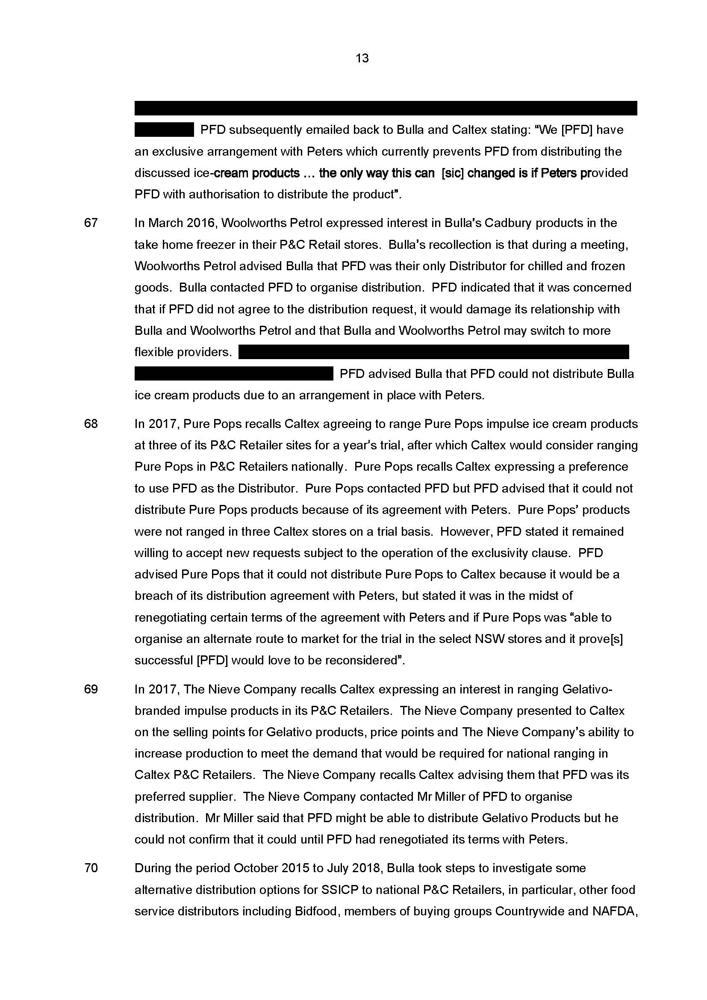 13
PFD subsequently emailed back to Bulla and Caltex stating: “We [PFD] have
an exclusive arrangement with Peters which currently prevents PFD from distributing the
discussed ice-cream products … the only way this can  [sic] changed is if Peters provided
PFD with authorisation to distribute the product”.
67 In March 2016, Woolworths Petrol expressed interest in Bulla’s Cadbury products in the
take home freezer in their P&C Retail stores.  Bulla’s recollection is that during a meeting,
Woolworths Petrol advised Bulla that PFD was their only Distributor for chilled and frozen
goods.  Bulla contacted PFD to organise distribution.  PFD indicated that it was concerned
that if PFD did not agree to the distribution request, it would damage its relationship with
Bulla and Woolworths Petrol and that Bulla and Woolworths Petrol may switch to more
flexible providers.
PFD advised Bulla that PFD could not distribute Bulla
ice cream products due to an arrangement in place with Peters.
68 In 2017, Pure Pops recalls Caltex agreeing to range Pure Pops impulse ice cream products
at three of its P&C Retailer sites for a year’s trial, after which Caltex would consider ranging
Pure Pops in P&C Retailers nationally.  Pure Pops recalls Caltex expressing a preference
to use PFD as the Distributor.  Pure Pops contacted PFD but PFD advised that it could not
distribute Pure Pops products because of its agreement with Peters.  Pure Pops’ products
were not ranged in three Caltex stores on a trial basis.  However, PFD stated it remained
willing to accept new requests subject to the operation of the exclusivity clause.  PFD
advised Pure Pops that it could not distribute Pure Pops to Caltex because it would be a
breach of its distribution agreement with Peters, but stated it was in the midst of
renegotiating certain terms of the agreement with Peters and if Pure Pops was “able to
organise an alternate route to market for the trial in the select NSW stores and it prove[s]
successful [PFD] would love to be reconsidered”.
69 In 2017, The Nieve Company recalls Caltex expressing an interest in ranging Gelativo-
branded impulse products in its P&C Retailers.  The Nieve Company presented to Caltex
on the selling points for Gelativo products, price points and The Nieve Company’s ability to
increase production to meet the demand that would be required for national ranging in
Caltex P&C Retailers.  The Nieve Company recalls Caltex advising them that PFD was its
preferred supplier.  The Nieve Company contacted Mr Miller of PFD to organise
distribution.  Mr Miller said that PFD might be able to distribute Gelativo Products but he
could not confirm that it could until PFD had renegotiated its terms with Peters.
70 During the period October 2015 to July 2018, Bulla took steps to investigate some
alternative distribution options for SSICP to national P&C Retailers, in particular, other food
service distributors including Bidfood, members of buying groups Countrywide and NAFDA,